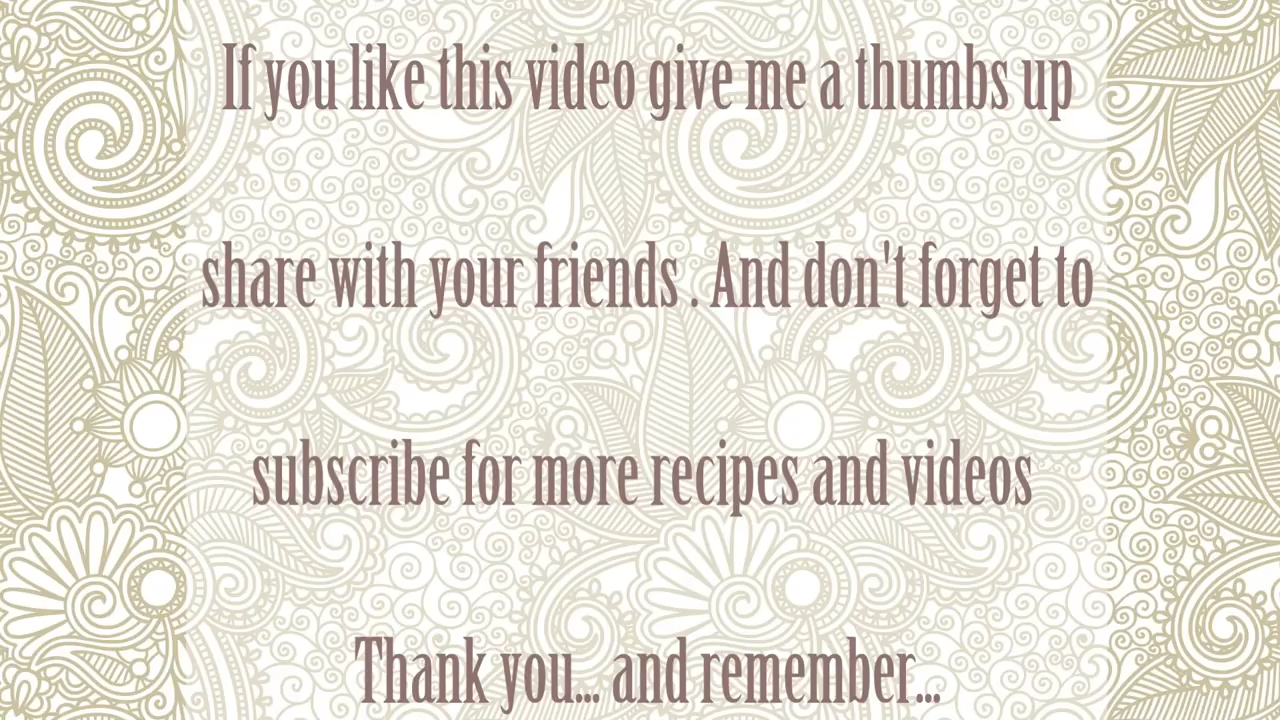 If you like this video give me a thumbs up
share with your friends . And don't forget to
subscribe for more recipes and videos
Thank you... and remember...